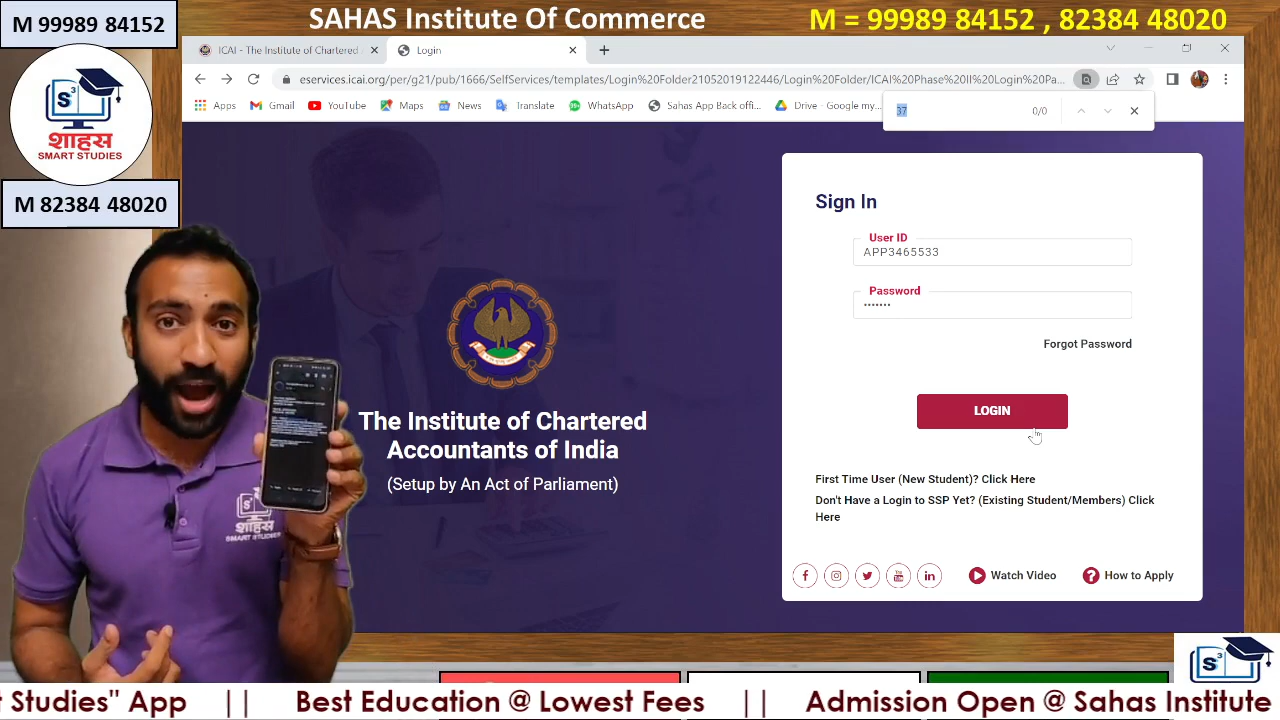 M 99989 84152
SAHAS Institute Of Commerce
M = 99989 84152 , 82384 48020
S3
शाहस
SMART STUDIES
M 82384 48020
ICAI - The Institute of Chartered
Login
eservices.icai.org/per/g21/pub/1666/SelfServices/templates/Login%20Folder21052019122446/Login%20Folder/ICAI%20Phase%20II%20Login%20Pa...
Apps
Gmail
YouTube
Maps
News
Translate
WhatsApp
Sahas App Back offi...
Drive - Google my...
37
0/0
Sign In
User ID
APP3465533
Password
•••••••
Forgot Password
LOGIN
The Institute of Chartered
Accountants of India
(Setup by An Act of Parliament)
First Time User (New Student)? Click Here
Don't Have a Login to SSP Yet? (Existing Student/Members) Click
Here
Watch Video
How to Apply
S3
शाहस
SMART STUDIES
S3
t Studies" App || Best Education @ Lowest Fees || Admission Open @ Sahas Institute